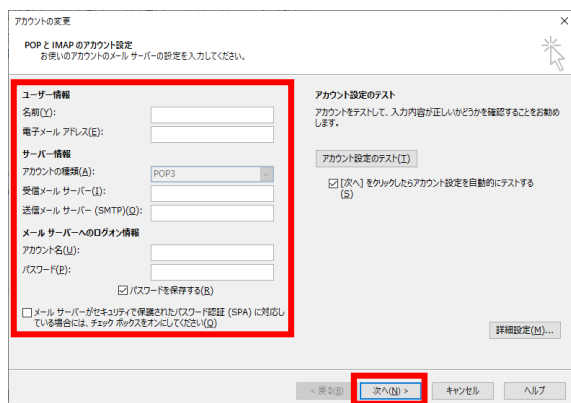 アカウントの変更
POP と IMAP のアカウント設定
お使いのアカウントのメール サーバーの設定を入力してください。
ユーザー情報
名前(Y):
電子メール アドレス(E):
サーバー情報
アカウントの種類(A):
POP3
受信メール サーバー(I):
送信メール サーバー (SMTP)(O):
メール サーバーへのログオン情報
アカウント名(U):
パスワード(P):
パスワードを保存する(R)
メール サーバーがセキュリティで保護されたパスワード認証 (SPA) に対応し
ている場合には、チェック ボックスをオンにしてください(Q)
アカウント設定のテスト
アカウントをテストして、入力内容が正しいかどうかを確認することをお勧め
します。
アカウント設定のテスト(T)
[次へ] をクリックしたらアカウント設定を自動的にテストする
(S)
詳細設定(M)...
< 戻る(B)
次へ(N) >
キャンセル
ヘルプ